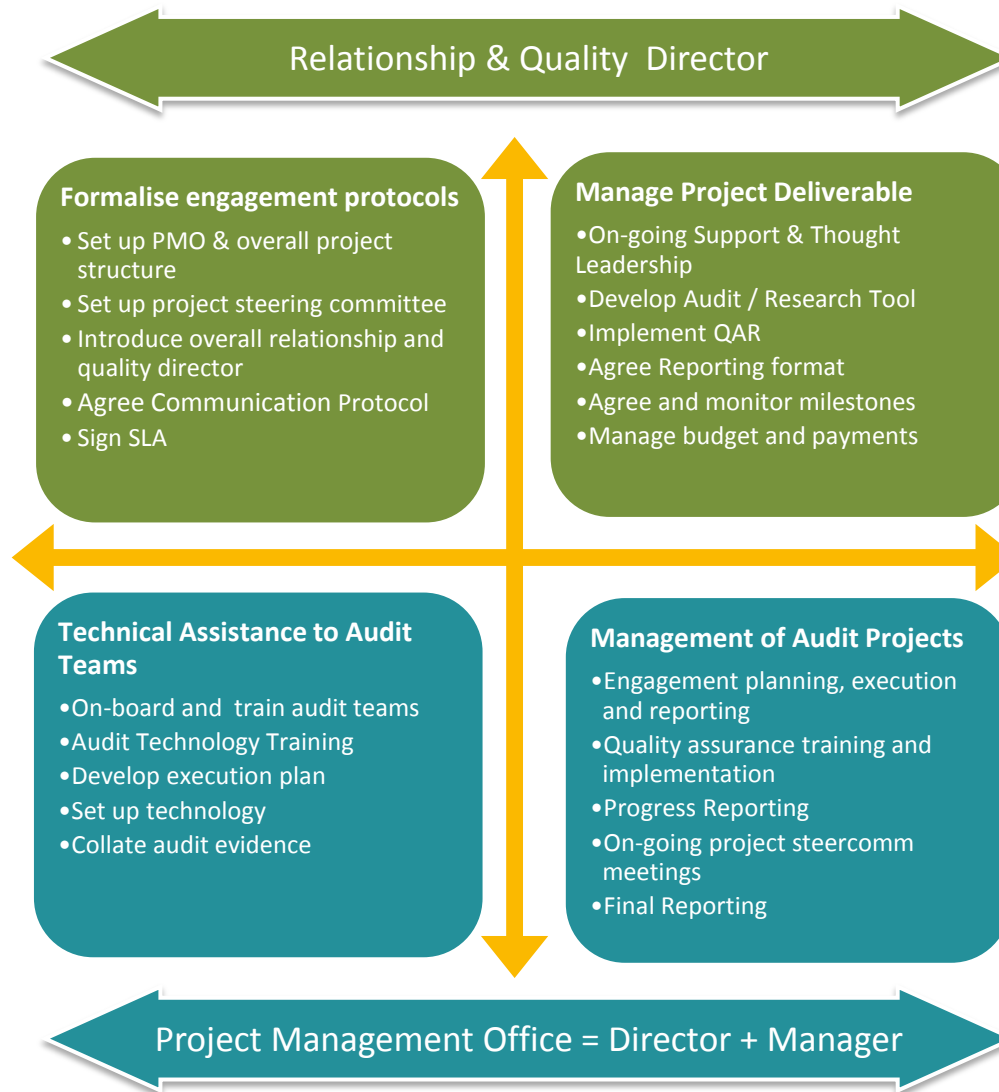 Relationship & Quality  Director
Formalise engagement protocols
• Set up PMO & overall project
structure
• Set up project steering committee
• Introduce overall relationship and
quality director
• Agree Communication Protocol
• Sign SLA
Manage Project Deliverable
•On-going Support & Thought
Leadership
•Develop Audit / Research Tool
•Implement QAR
•Agree Reporting format
•Agree and monitor milestones
•Manage budget and payments
Technical Assistance to Audit
Teams
•On-board and  train audit teams
•Audit Technology Training
•Develop execution plan
•Set up technology
•Collate audit evidence
Management of Audit Projects
•Engagement planning, execution
and reporting
•Quality assurance training and
implementation
•Progress Reporting
•On-going project steercomm
meetings
•Final Reporting
Project Management Office = Director + Manager